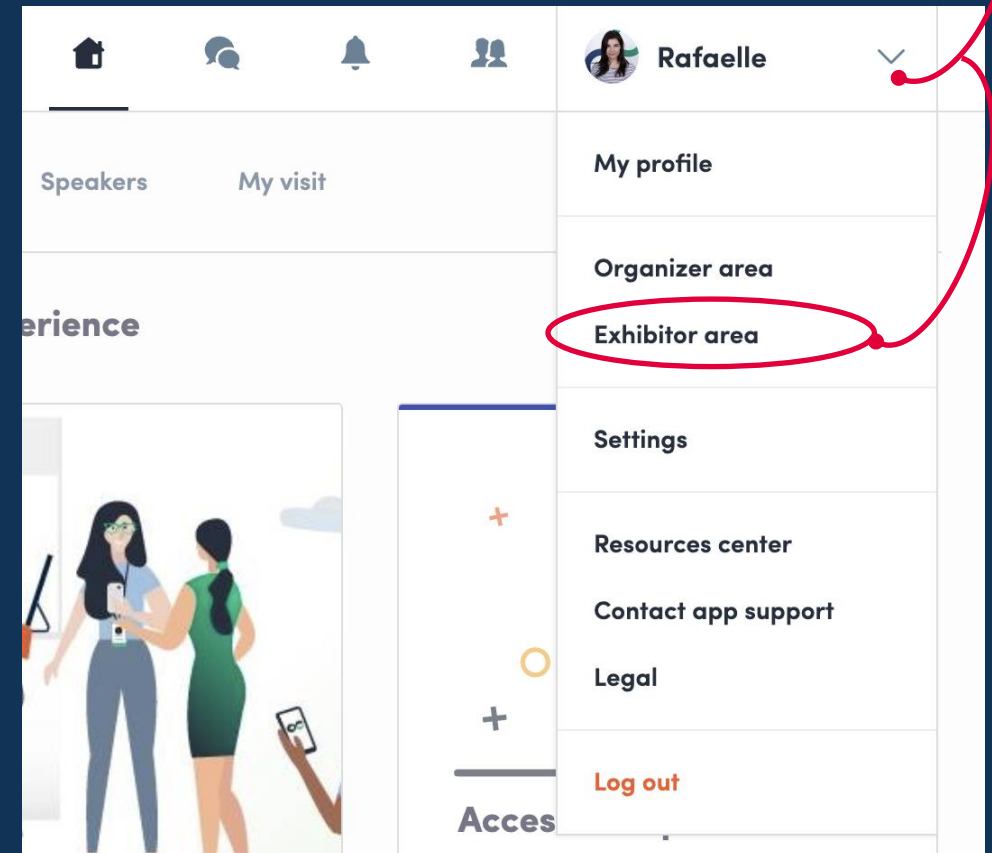 Rafaelle
My profile
Speakers
My visit
Organizer area
erience
Exhibitor area
Settings
Resources center
Contact app support
Legal
Log out
Acces